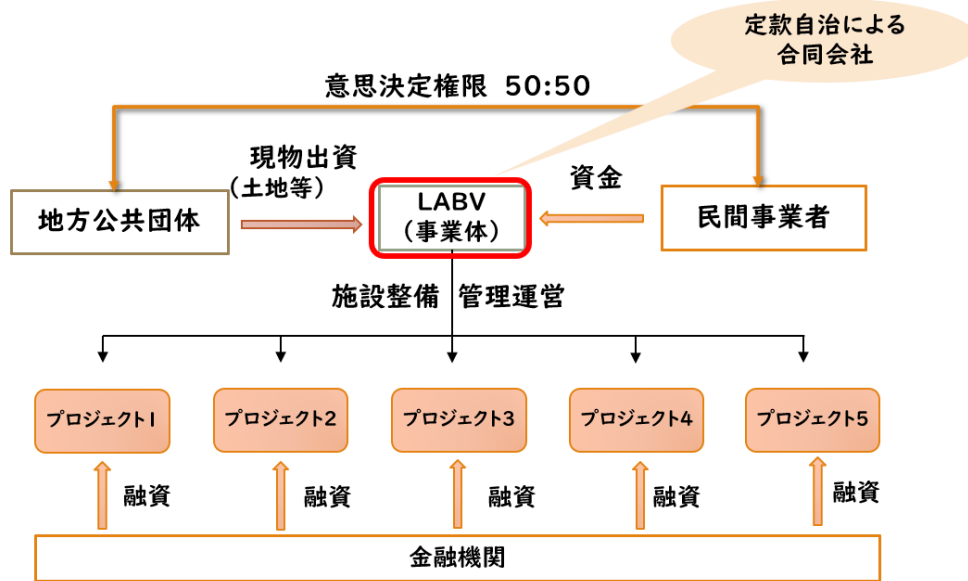 定款自治による
合同会社
意思決定権限 50:50
現物出資
（土地等）
資金
地方公共団体
LABV
（事業体）
民間事業者
施設整備
管理運営
プロジェクト1
プロジェクト2
プロジェクト3
プロジェクト4
プロジェクト5
融資
融資
融資
融資
融資
金融機関